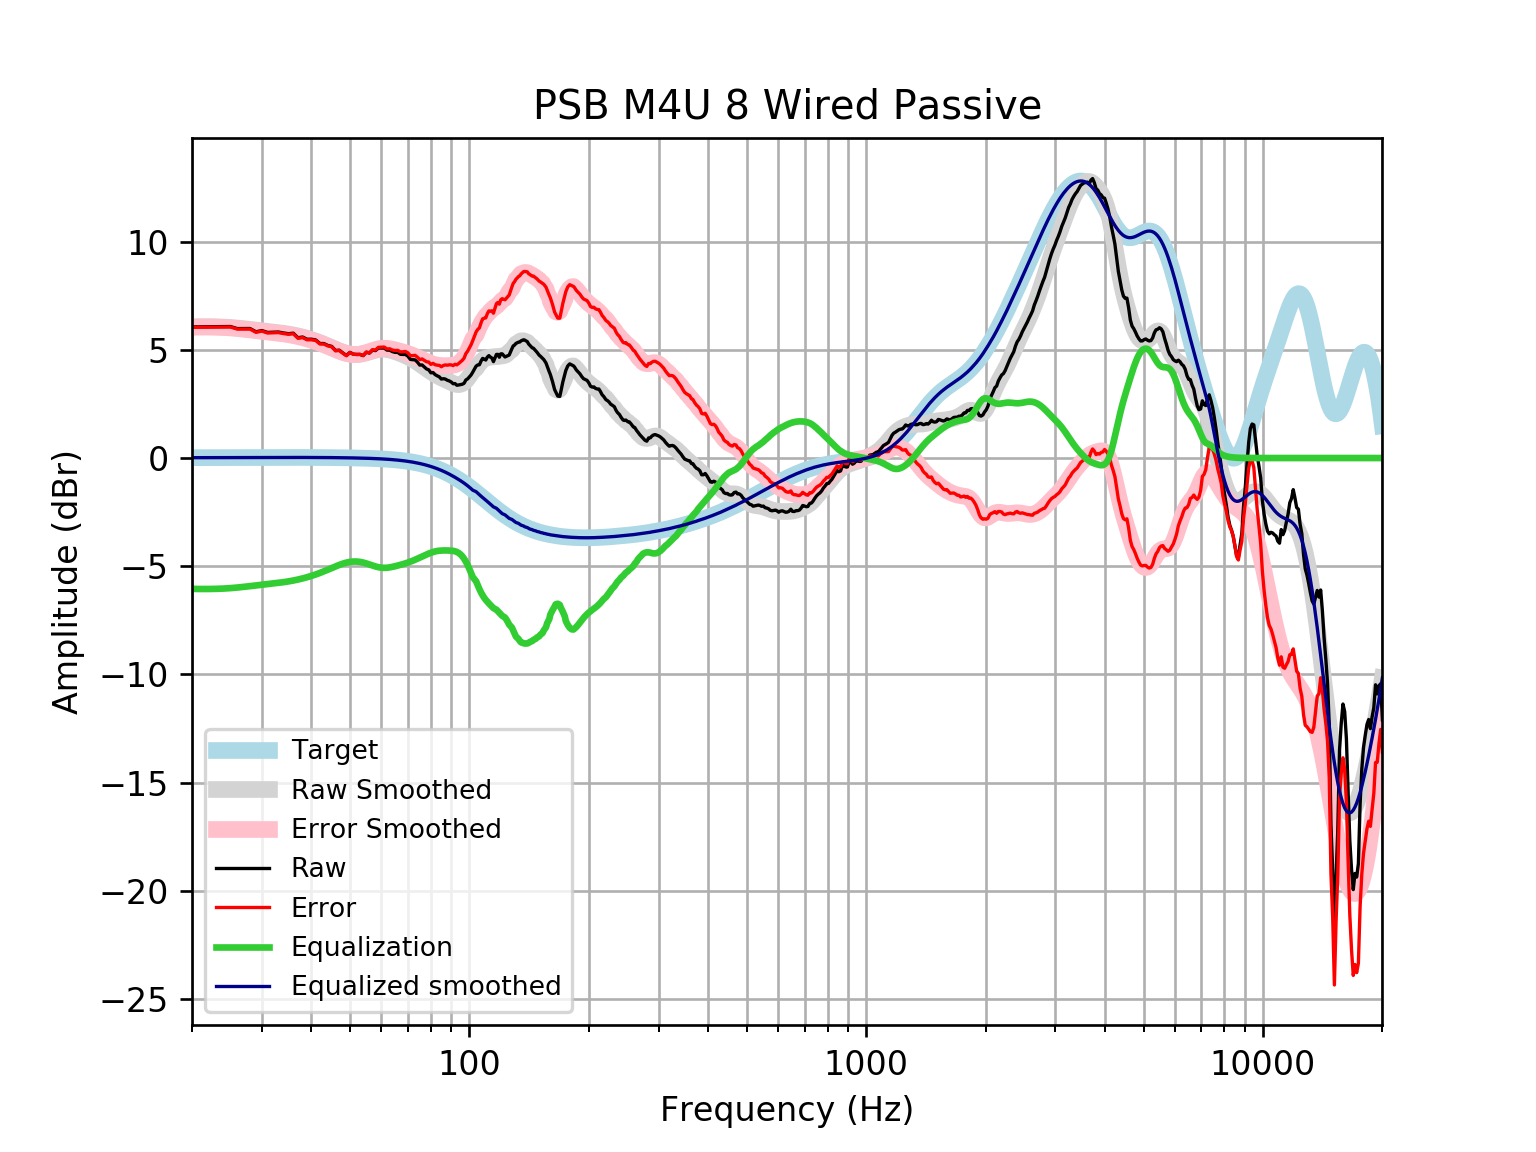 PSB M4U 8 Wired Passive
Amplitude (dBr)
10
5
0
−5
−10
−15
−20
−25
Target
Raw Smoothed
Error Smoothed
Raw
Error
Equalization
Equalized smoothed
100
1000
10000
Frequency (Hz)